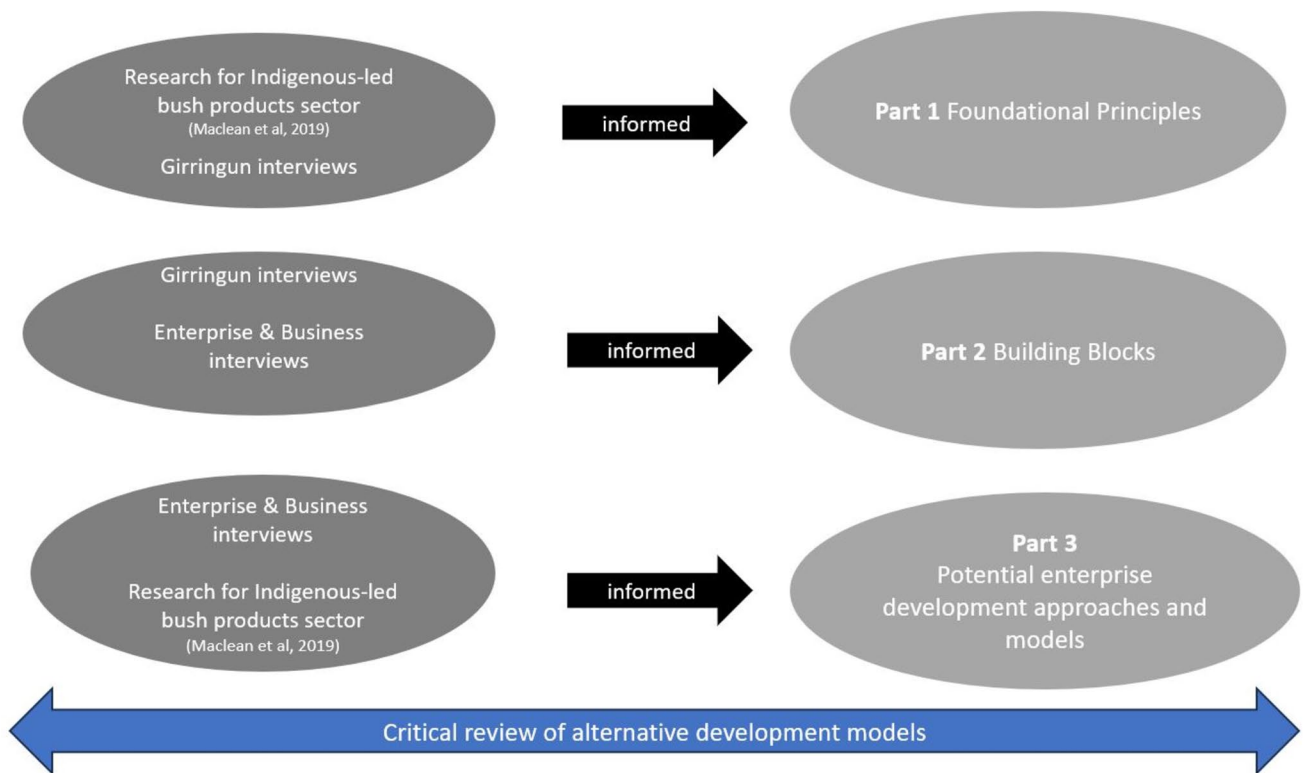 Research for Indigenous-led
bush products sector
(Maclean et al, 2019)
Girringun interviews
informed
Part 1 Foundational Principles
Girringun interviews
Enterprise & Business
interviews
informed
Part 2 Building Blocks
Enterprise & Business
interviews
Research for Indigenous-led
bush products sector
(Maclean et al, 2019)
informed
Part 3
Potential enterprise
development approaches and
models
Critical review of alternative development models